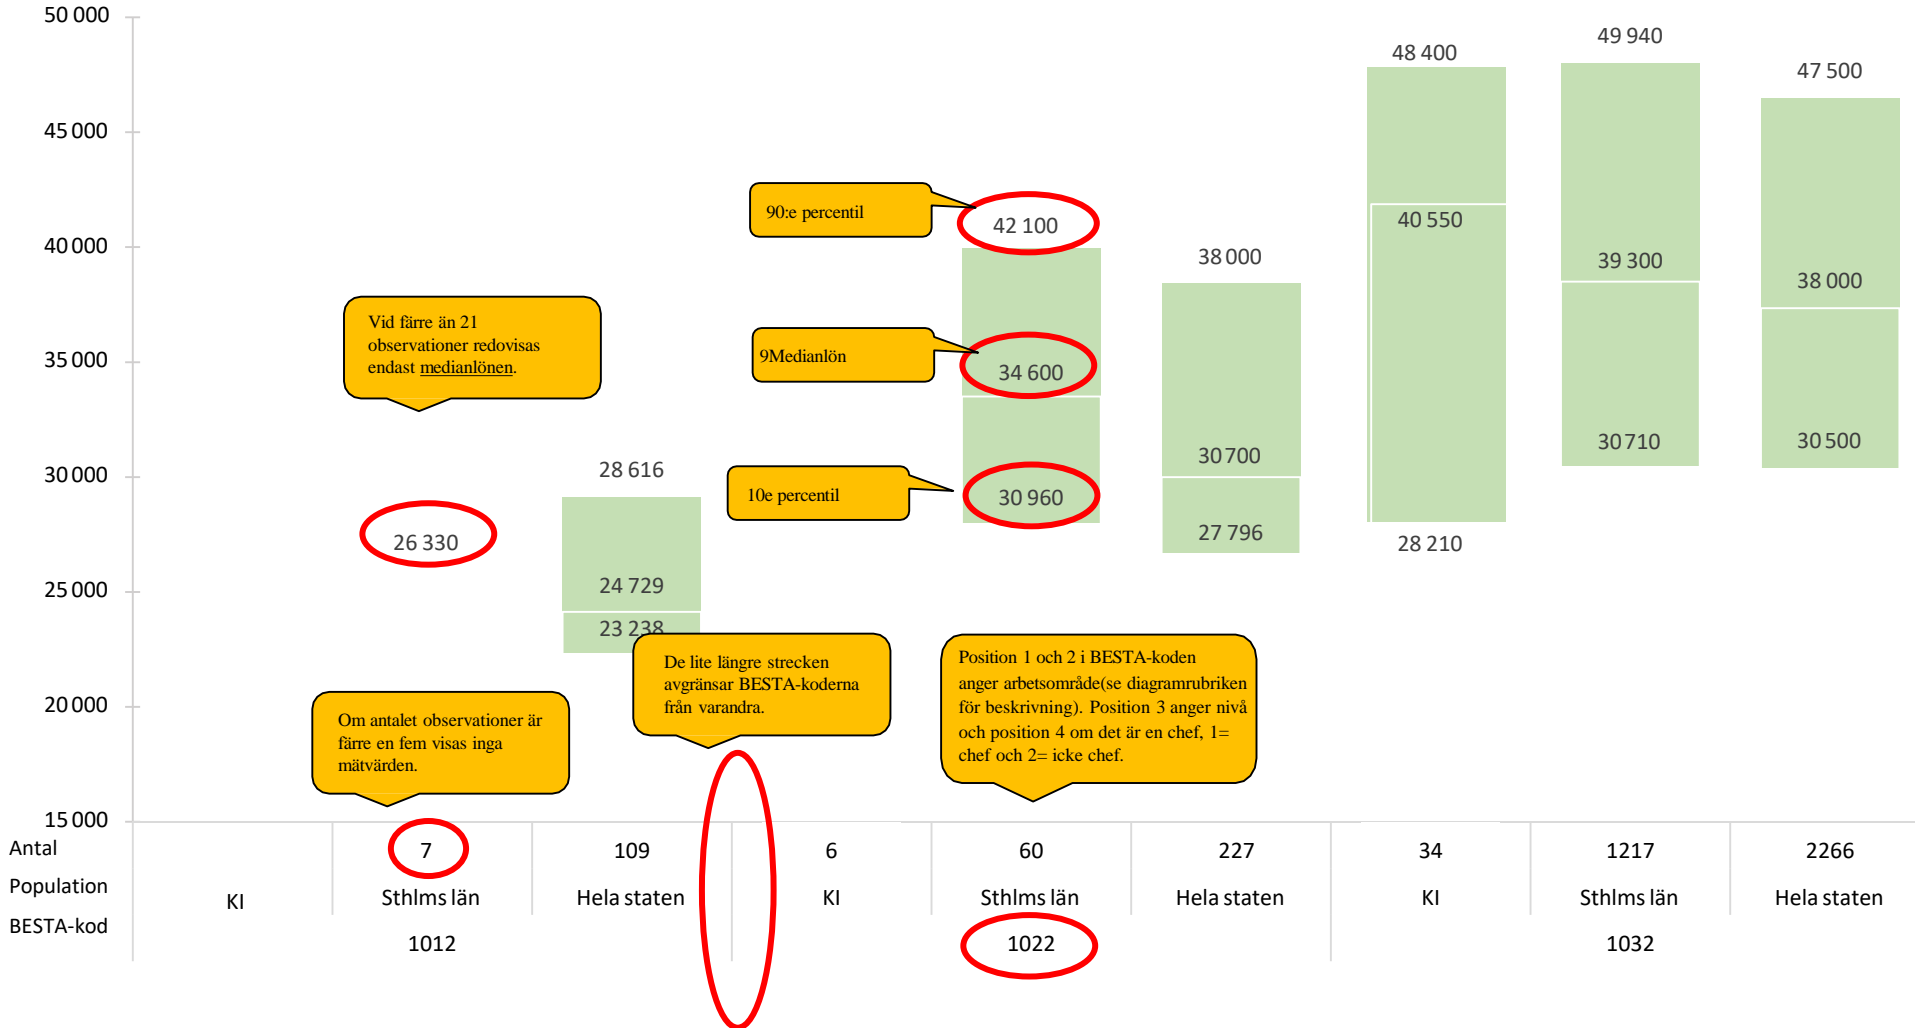 50 000
45 000
40 000
35 000
30 000
25 000
20 000
15 000
48 400
49 940
47 500
90:e percentil
42 100
40 550
38 000
39 300
38 000
Vid färre än 21
observationer redovisas
endast medianlönen.
9Medianlön
34 600
28 616
30 700
30 710
30 500
10e percentil
30 960
26 330
27 796
28 210
24 729
23 238
De lite längre strecken
avgränsar BESTA-koderna
från varandra.
Position 1 och 2 i BESTA-koden
anger arbetsområde(se diagramrubriken
för beskrivning). Position 3 anger nivå
och position 4 om det är en chef, 1=
chef och 2= icke chef.
Om antalet observationer är
färre en fem visas inga
mätvärden.
Antal 7 109 6 60 227 34 1217 2266
Population KI Sthlms län Hela staten KI Sthlms län Hela staten KI Sthlms län Hela staten
BESTA-kod 1012 1022 1032